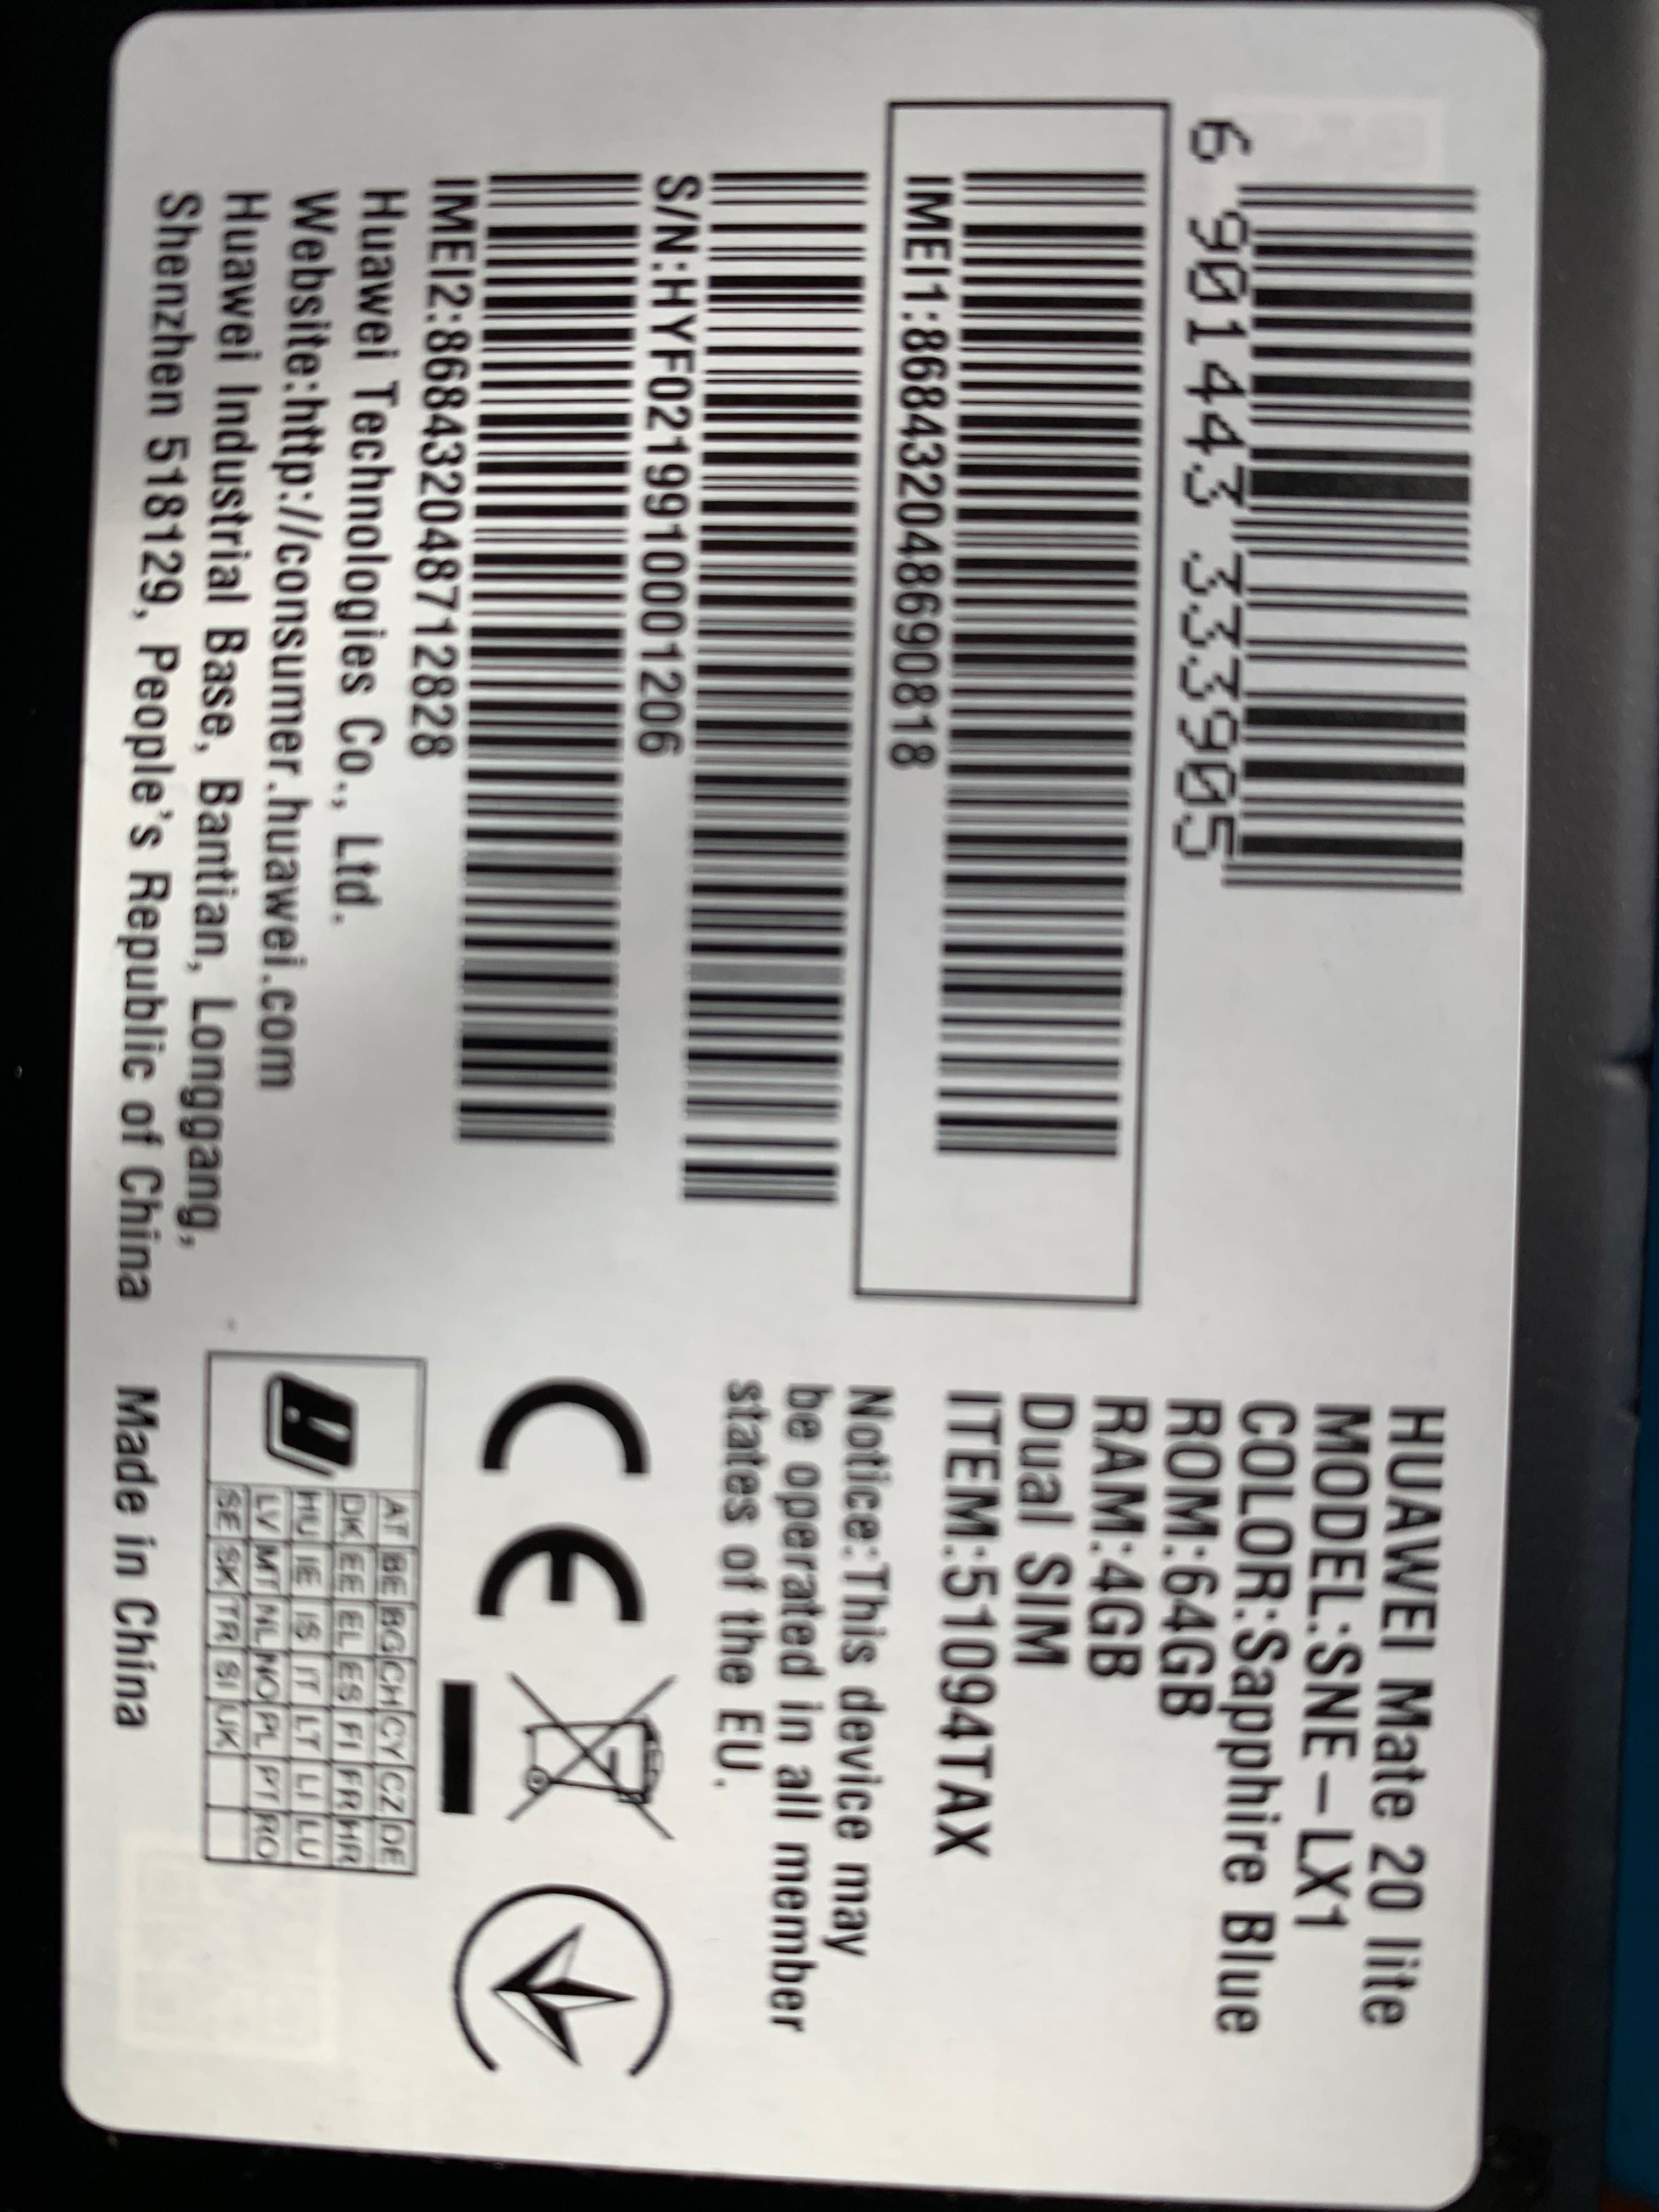 6 901443 333905
IMEI1:868432048690818
S/N:HYF0219910001206
IMEI2:868432048712828
Huawei Technologies Co., Ltd.
Website:http://consumer.huawei.com
Huawei Industrial Base, Bantian, Longgang,
Shenzhen 518129, People's Republic of China
Made in China
HUAWEI Mate 20 lite
MODEL:SNE-LX1
COLOR:Sapphire Blue
ROM:64GB
RAM:4GB
Dual SIM
ITEM:51094TAX
Notice:This device may
be operated in all member
states of the EU.
CE
!
AT BE BG CH CY CZ DE
DK EE EL ES FI FR HR
HU IE IS IT LT LI LU
LV MT NL NO PL PT RO
SE SK TR SI UK